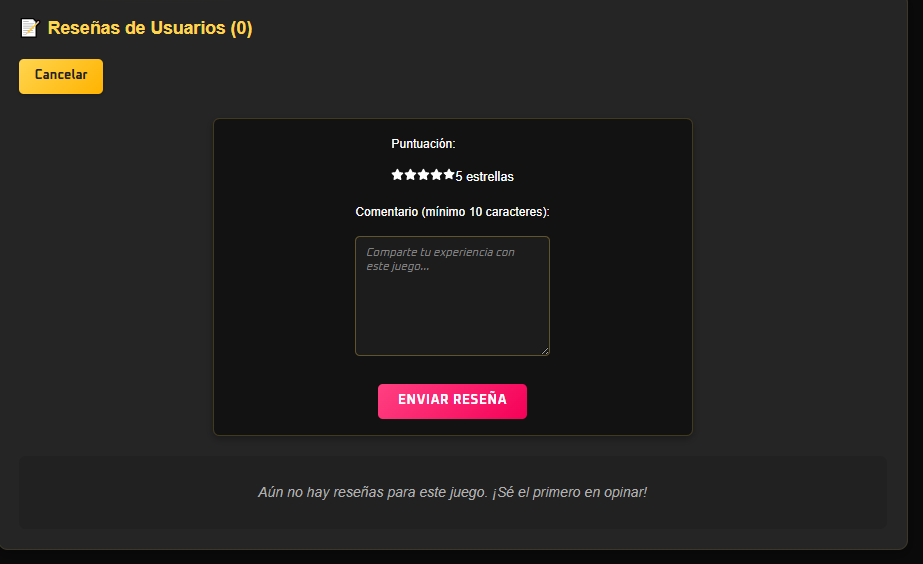 📝 Reseñas de Usuarios (0)
Cancelar
Puntuación:
★★★★★5 estrellas
Comentario (mínimo 10 caracteres):
Comparte tu experiencia con
este juego...
ENVIAR RESEÑA
Aún no hay reseñas para este juego. ¡Sé el primero en opinar!